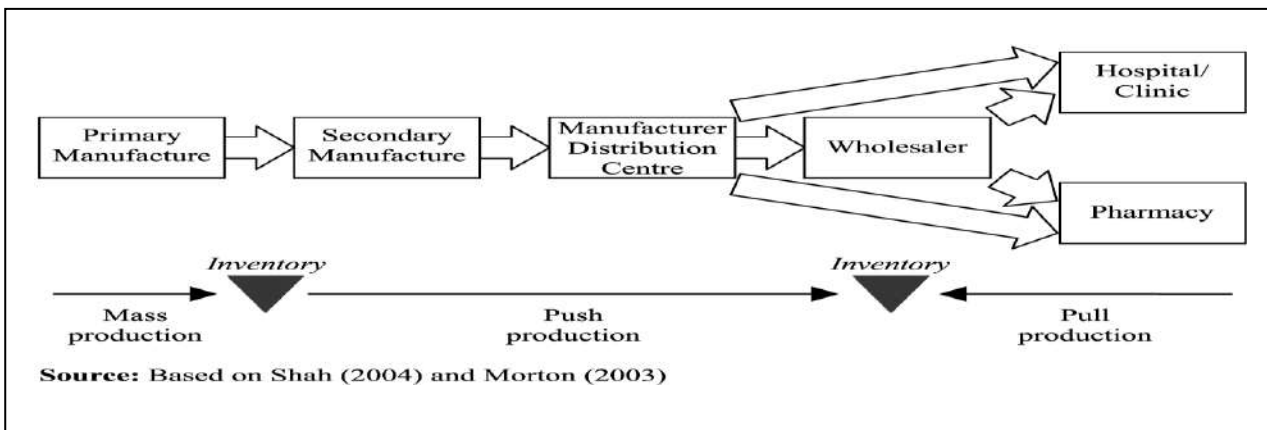 Primary
Manufacture
Secondary
Manufacture
Manufacturer
Distribution
Centre
Wholesaler
Hospital/
Clinic
Pharmacy
Inventory
Inventory
Mass
production
Push
production
Pull
production
Source: Based on Shah (2004) and Morton (2003)